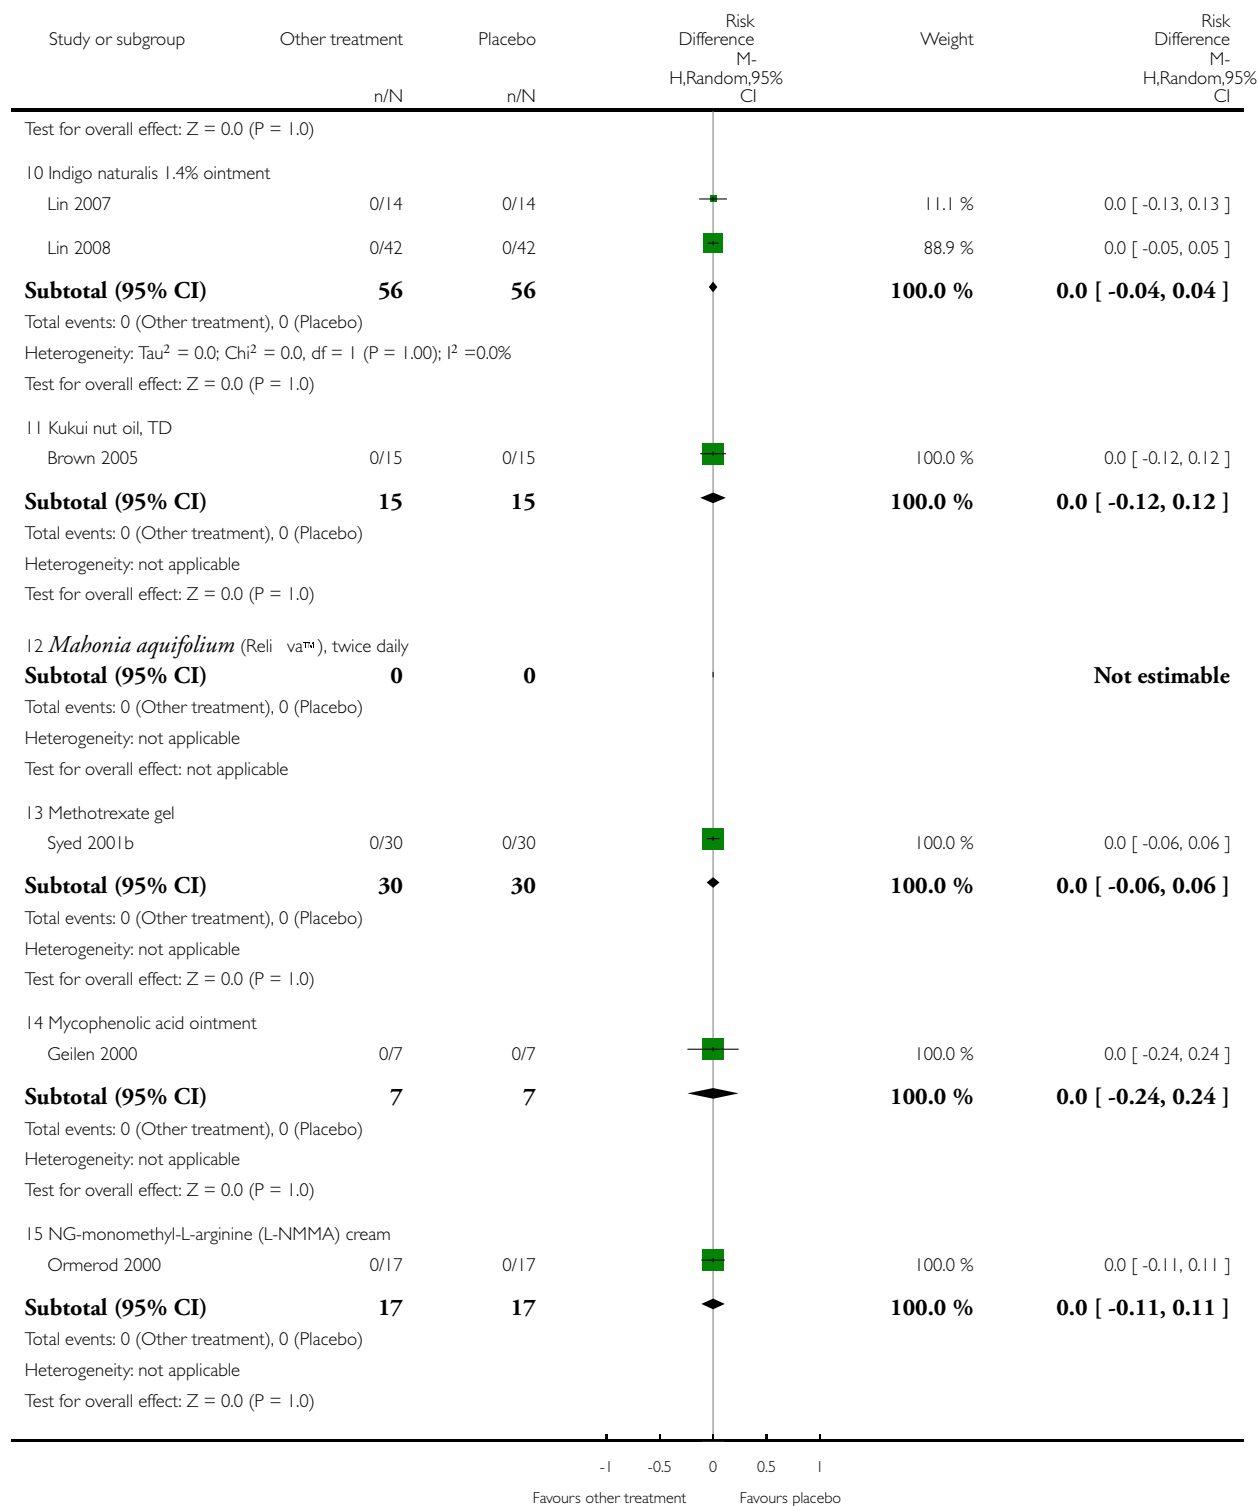 Study or subgroup Other treatment Placebo Risk Difference Weight Risk Difference
M-H,Random,95% CI M-H,Random,95% CI
n/N n/N
Test for overall effect: Z = 0.0 (P = 1.0)
10 Indigo naturalis 1.4% ointment
Lin 2007 0/14 0/14 11.1 % 0.0 [ -0.13, 0.13 ]
Lin 2008 0/42 0/42 88.9 % 0.0 [ -0.05, 0.05 ]
Subtotal (95% CI) 56 56 100.0 % 0.0 [ -0.04, 0.04 ]
Total events: 0 (Other treatment), 0 (Placebo)
Heterogeneity: Tau² = 0.0; Chi² = 0.0, df = 1 (P = 1.00); I² =0.0%
Test for overall effect: Z = 0.0 (P = 1.0)
11 Kukui nut oil, TD
Brown 2005 0/15 0/15 100.0 % 0.0 [ -0.12, 0.12 ]
Subtotal (95% CI) 15 15 100.0 % 0.0 [ -0.12, 0.12 ]
Total events: 0 (Other treatment), 0 (Placebo)
Heterogeneity: not applicable
Test for overall effect: Z = 0.0 (P = 1.0)
12 Mahonia aquifolium (Reli va™), twice daily
Subtotal (95% CI) 0 0 Not estimable
Total events: 0 (Other treatment), 0 (Placebo)
Heterogeneity: not applicable
Test for overall effect: not applicable
13 Methotrexate gel
Syed 2001b 0/30 0/30 100.0 % 0.0 [ -0.06, 0.06 ]
Subtotal (95% CI) 30 30 100.0 % 0.0 [ -0.06, 0.06 ]
Total events: 0 (Other treatment), 0 (Placebo)
Heterogeneity: not applicable
Test for overall effect: Z = 0.0 (P = 1.0)
14 Mycophenolic acid ointment
Geilen 2000 0/7 0/7 100.0 % 0.0 [ -0.24, 0.24 ]
Subtotal (95% CI) 7 7 100.0 % 0.0 [ -0.24, 0.24 ]
Total events: 0 (Other treatment), 0 (Placebo)
Heterogeneity: not applicable
Test for overall effect: Z = 0.0 (P = 1.0)
15 NG-monomethyl-L-arginine (L-NMMA) cream
Ormerod 2000 0/17 0/17 100.0 % 0.0 [ -0.11, 0.11 ]
Subtotal (95% CI) 17 17 100.0 % 0.0 [ -0.11, 0.11 ]
Total events: 0 (Other treatment), 0 (Placebo)
Heterogeneity: not applicable
Test for overall effect: Z = 0.0 (P = 1.0)
-1 -0.5 0 0.5 1
Favours other treatment Favours placebo